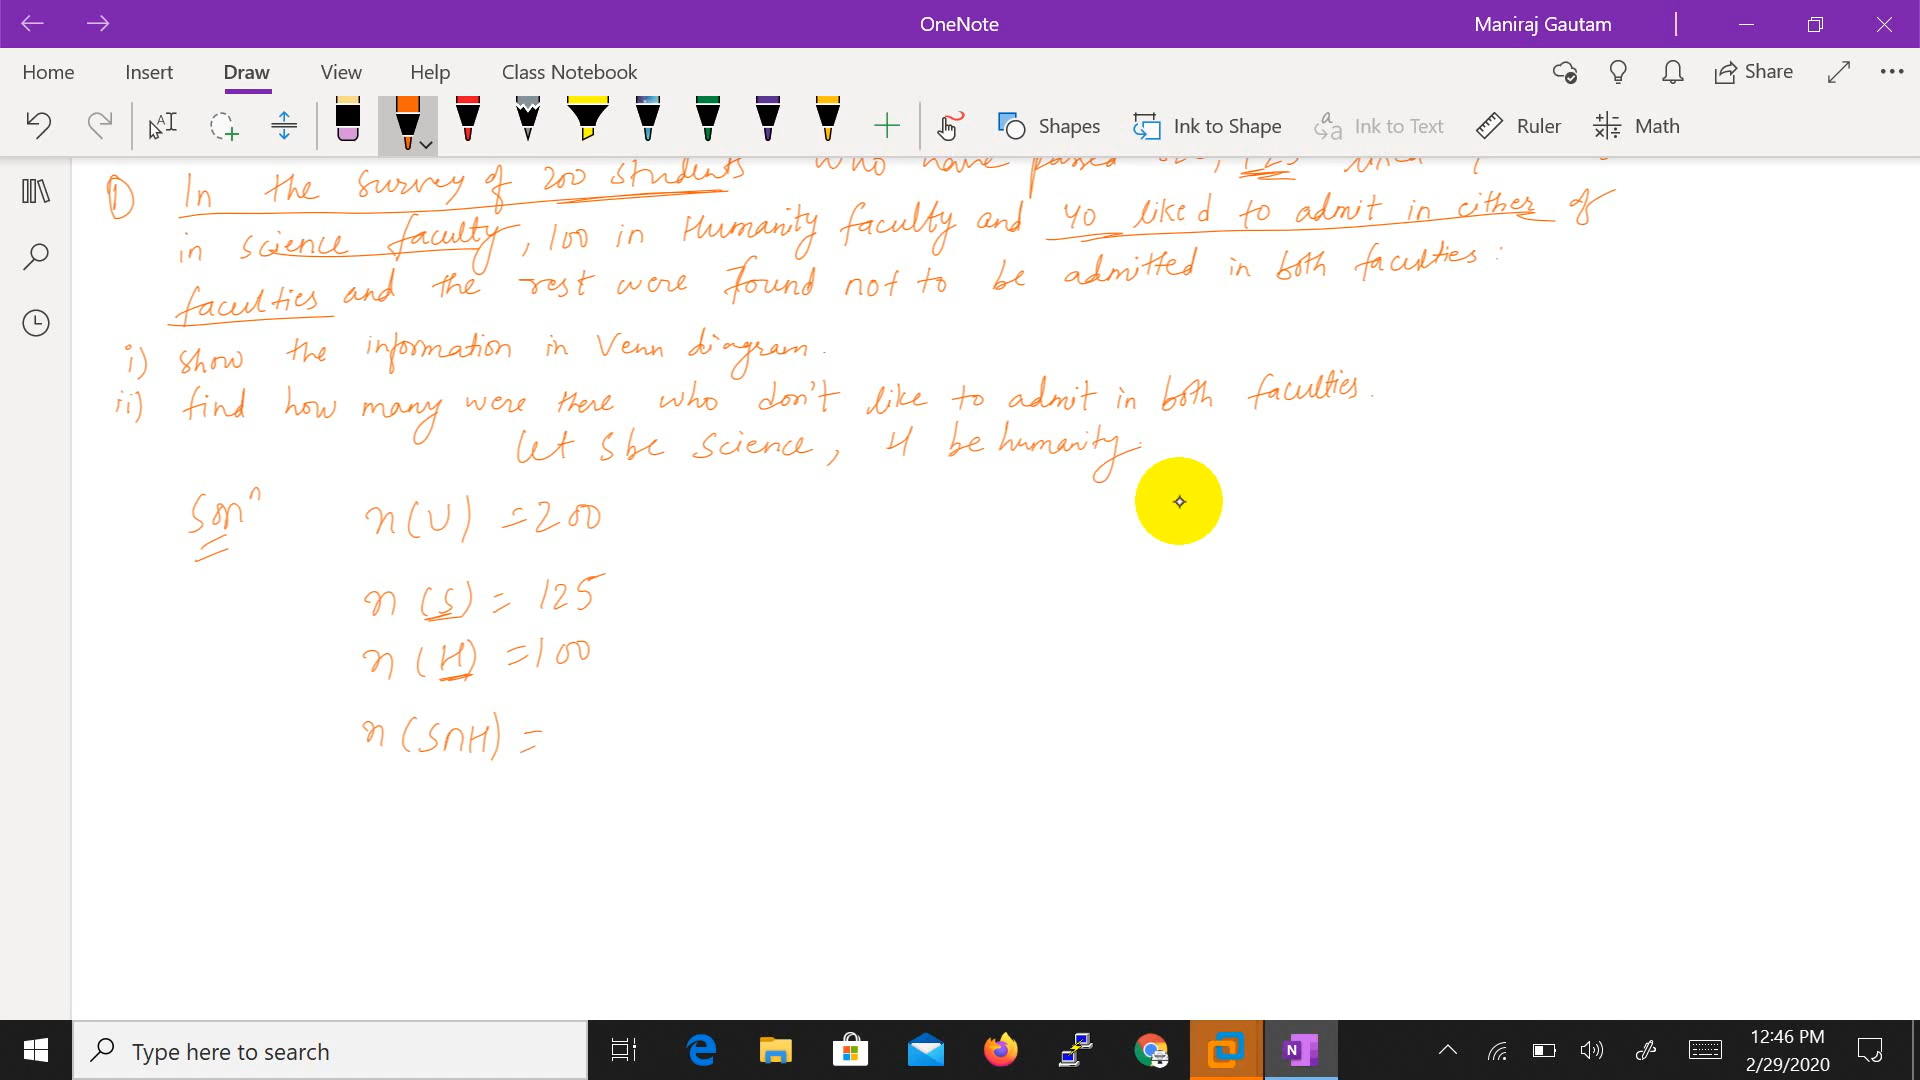 OneNote
Maniraj Gautam
Home Insert Draw View Help Class Notebook
Share
Shapes Ink to Shape Ink to Text Ruler Math
① In the survey of 200 students who have passed 125 liked
in science faculty, 100 in Humanity faculty and 40 liked to admit in either of
faculties and the rest were found not to be admitted in both faculties.
i) show the information in Venn diagram.
ii) find how many were there who don't like to admit in both faculties.
let S be science, H be humanity.
Solⁿ n(U) = 200
n(S) = 125
n(H) = 100
n(S∩H) =
Type here to search
12:46 PM
2/29/2020